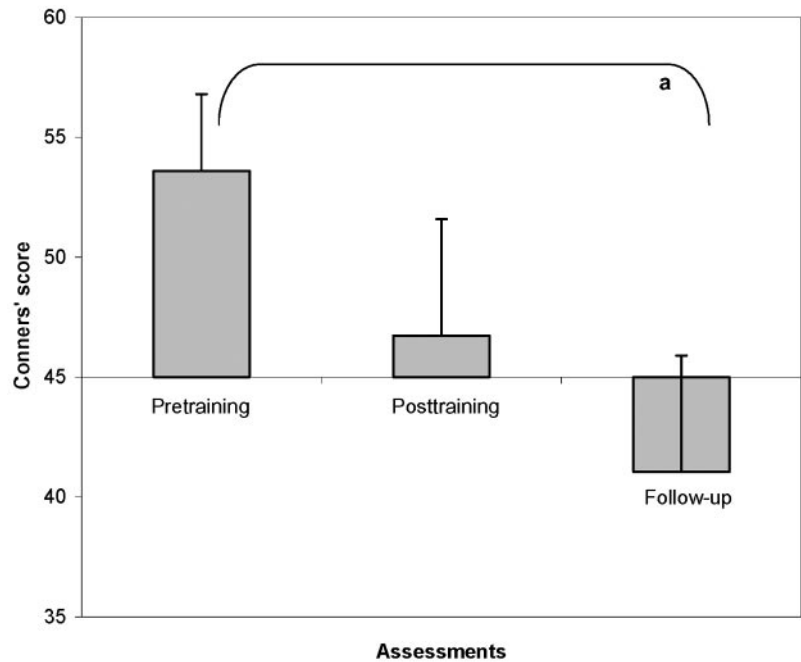 60
a
55
50
45
40
35
Conners' score
Pretraining
Posttraining
Follow-up
Assessments